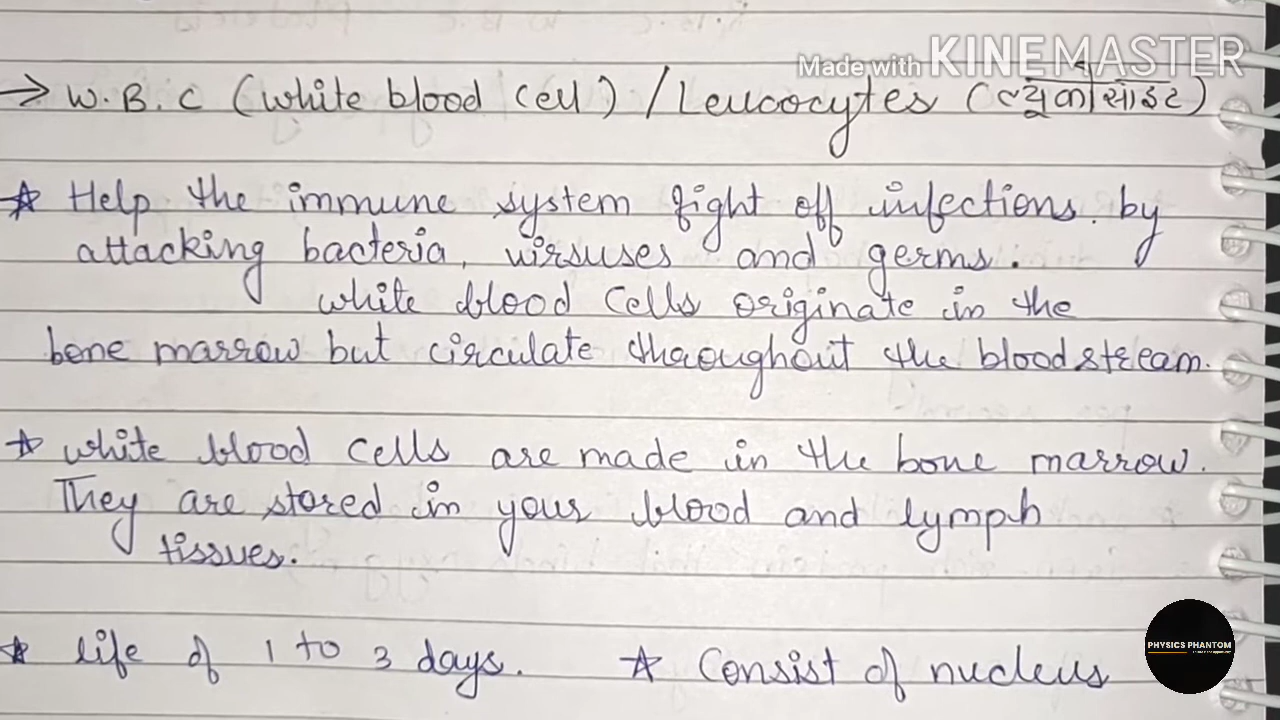 Made with KINEMASTER
→ W.B.C (White blood cell) / Leucocytes (ल्यूकोसाइट)
☆ Help the immune system fight off infections by
attacking bacteria, virsuses and germs.
White blood cells originate in the
bone marrow but circulate thraoughout the bloodstream.
☆ White blood cells are made in the bone marrow.
They are stored in your blood and lymph
tissues.
☆ life of 1 to 3 days. ☆ Consist of nucleus
PHYSICS PHANTOM